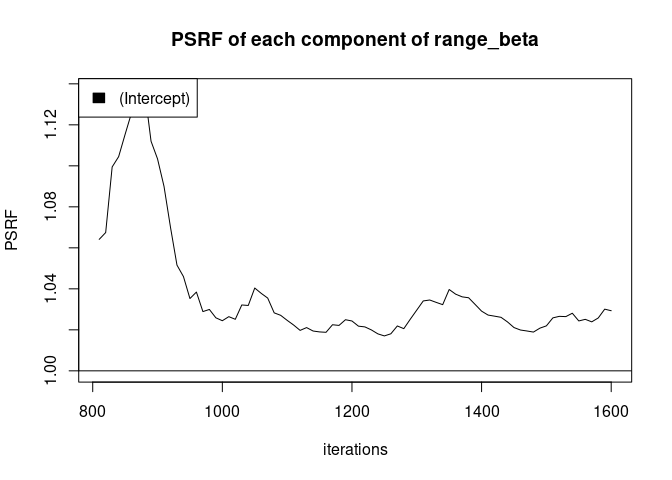 PSRF of each component of range_beta
(Intercept)
PSRF
1.12
1.08
1.04
1.00
800 1000 1200 1400 1600
iterations